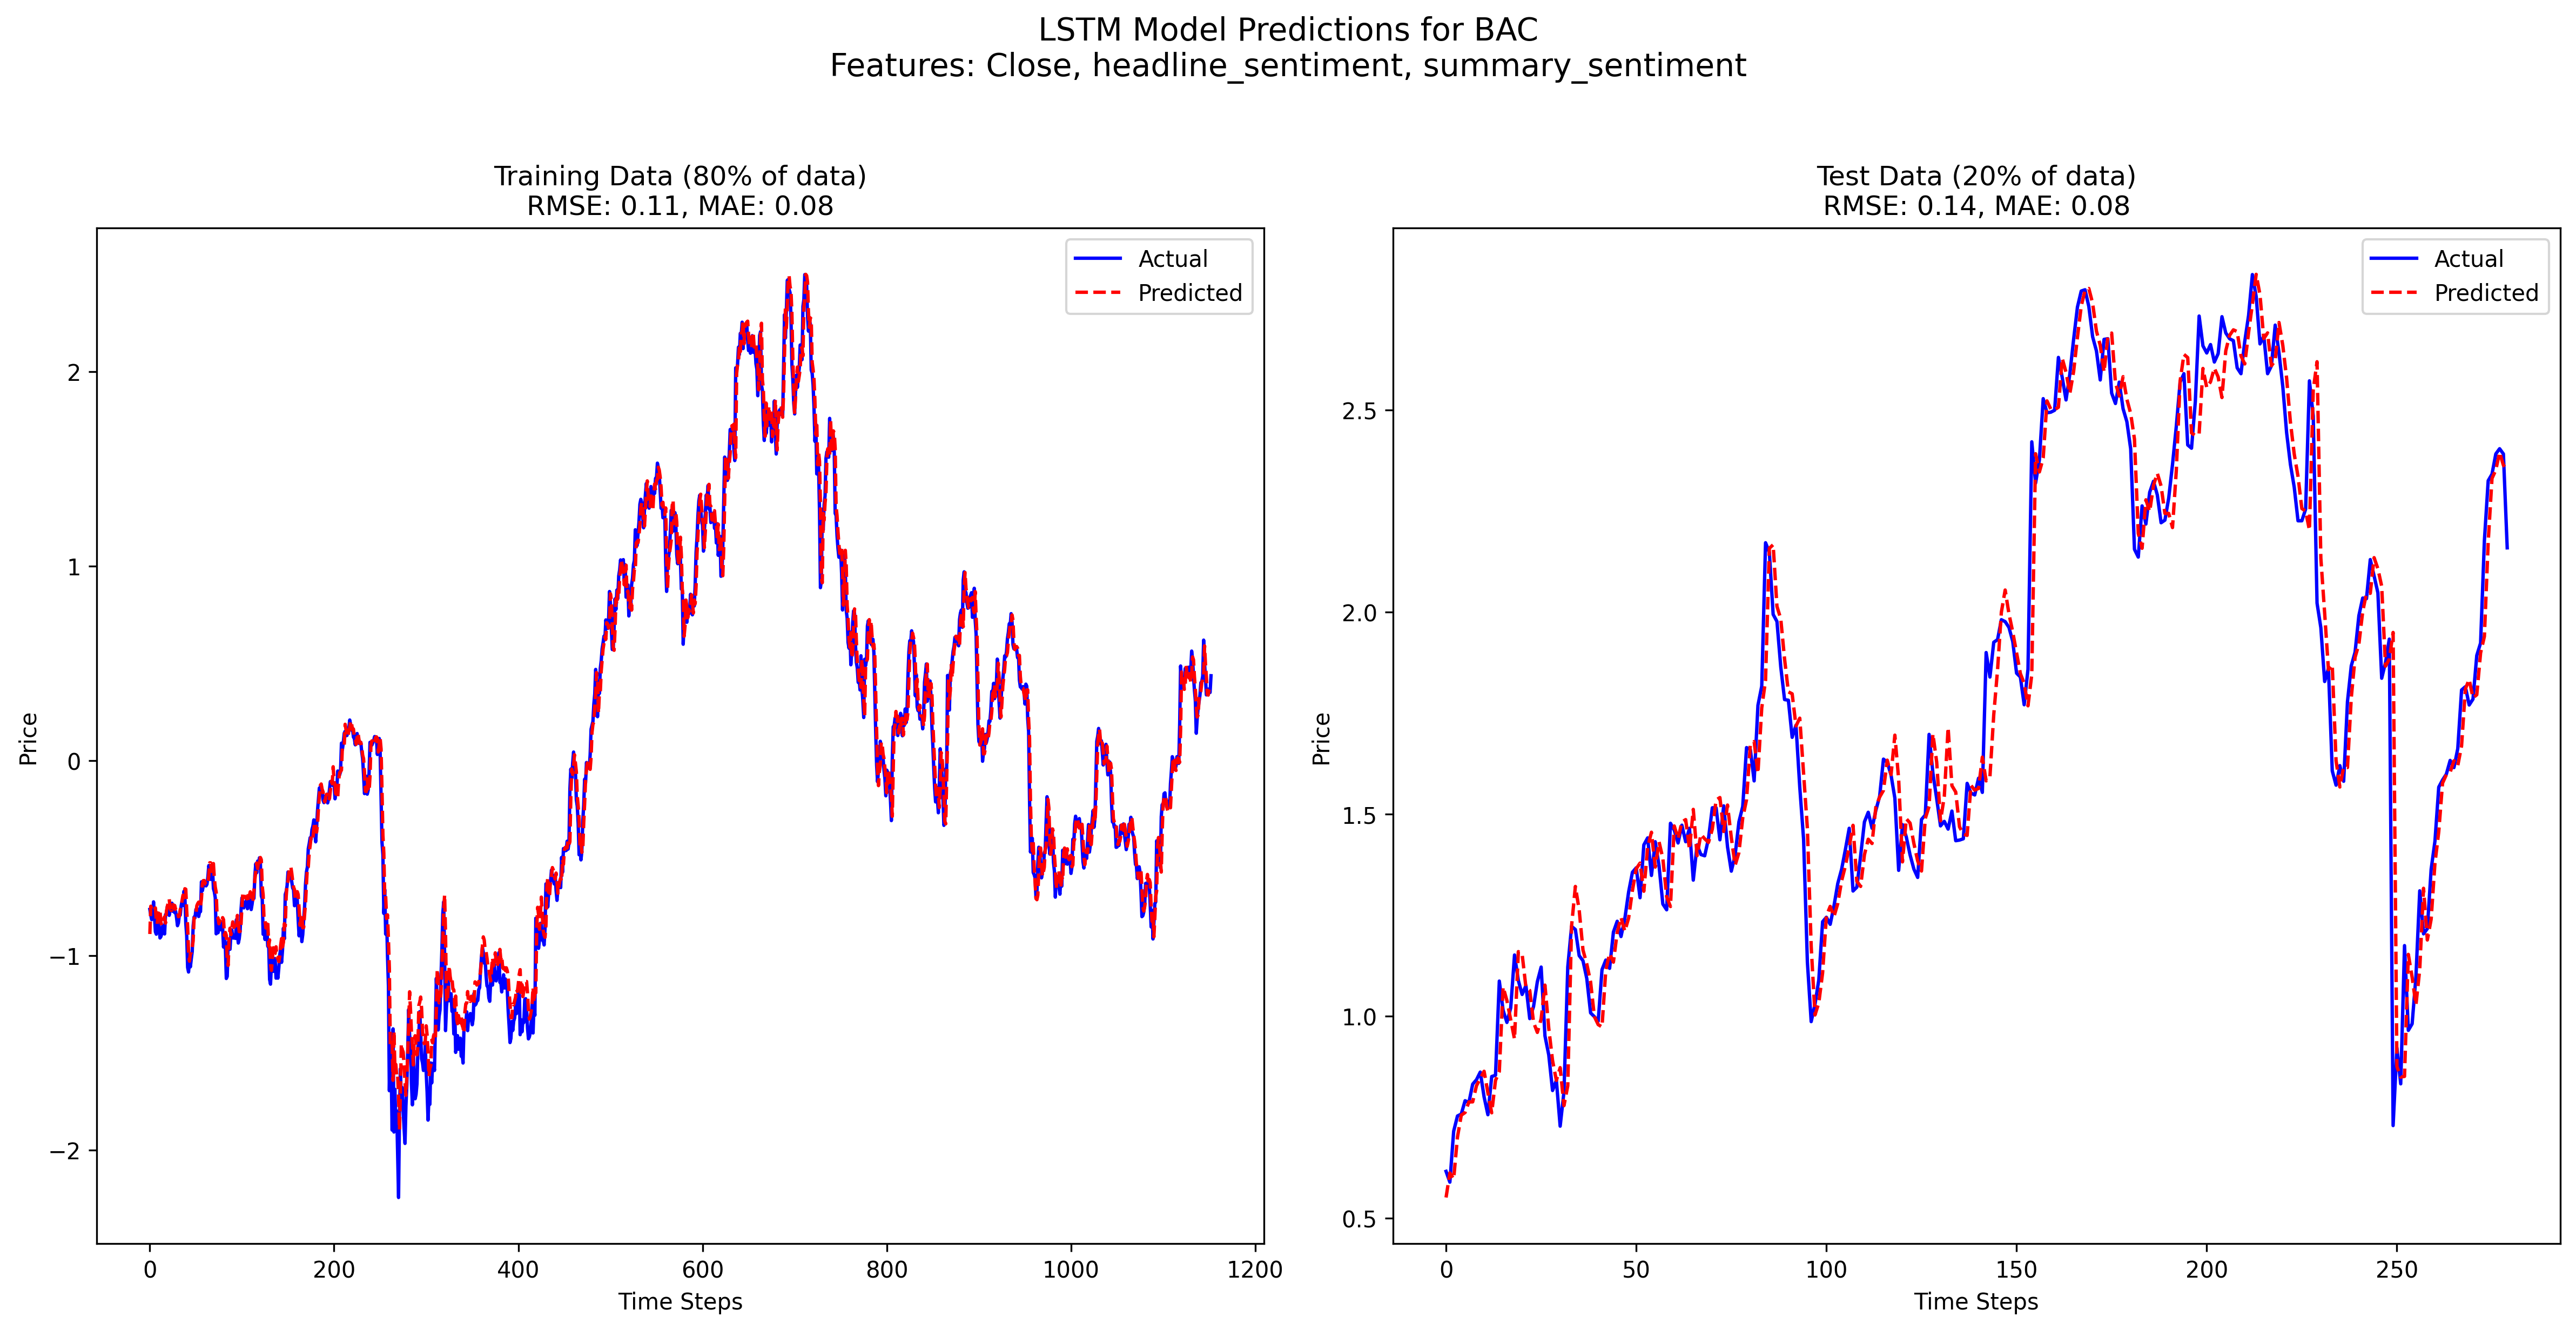 LSTM Model Predictions for BAC
Features: Close, headline_sentiment, summary_sentiment
Training Data (80% of data)
RMSE: 0.11, MAE: 0.08
Actual
Predicted
Price
2
1
0
−1
−2
0
200
400
600
800
1000
1200
Time Steps
Test Data (20% of data)
RMSE: 0.14, MAE: 0.08
Actual
Predicted
Price
2.5
2.0
1.5
1.0
0.5
0
50
100
150
200
250
Time Steps